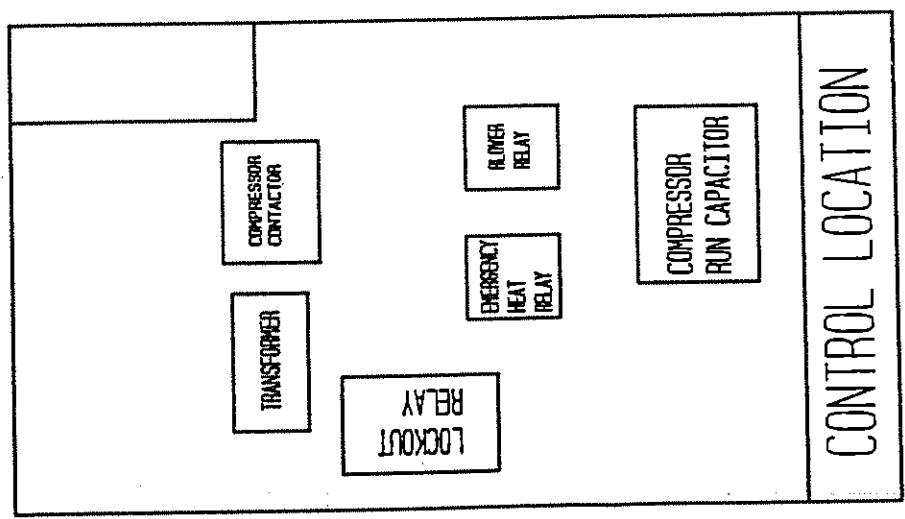 COMPRESSOR
CONTACTOR
BLOWER
RELAY
COMPRESSOR
RUN CAPACITOR
TRANSFORMER
EMERGENCY
HEAT
RELAY
LOCKOUT
RELAY
CONTROL LOCATION